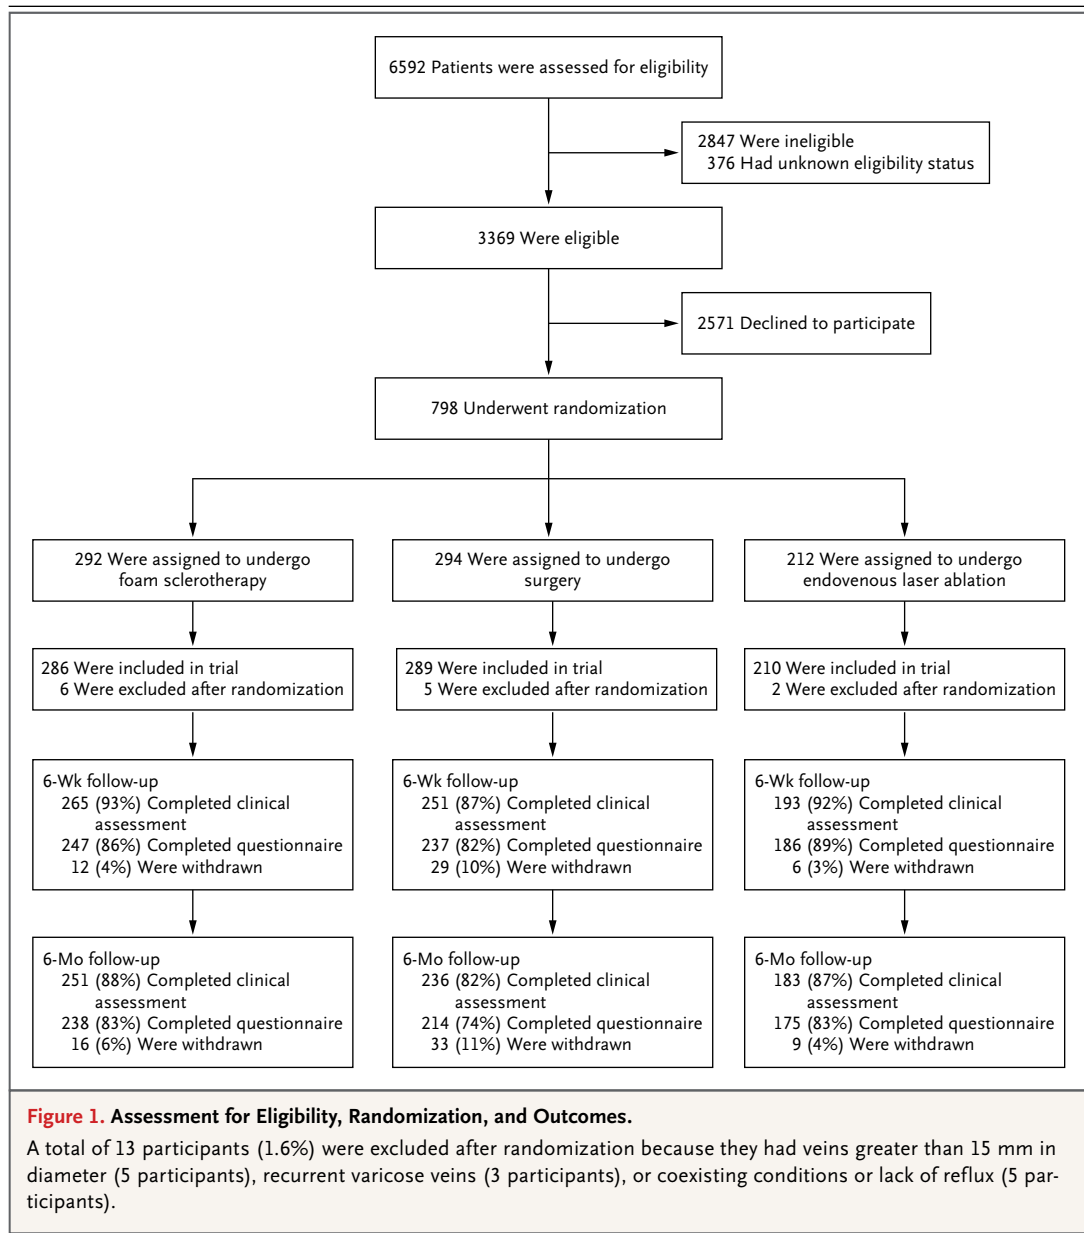 6592 Patients were assessed for eligibility
2847 Were ineligible
376 Had unknown eligibility status
3369 Were eligible
2571 Declined to participate
798 Underwent randomization
292 Were assigned to undergo
foam sclerotherapy
294 Were assigned to undergo
surgery
212 Were assigned to undergo
endovenous laser ablation
286 Were included in trial
6 Were excluded after randomization
289 Were included in trial
5 Were excluded after randomization
210 Were included in trial
2 Were excluded after randomization
6-Wk follow-up
265 (93%) Completed clinical
assessment
247 (86%) Completed questionnaire
12 (4%) Were withdrawn
6-Wk follow-up
251 (87%) Completed clinical
assessment
237 (82%) Completed questionnaire
29 (10%) Were withdrawn
6-Wk follow-up
193 (92%) Completed clinical
assessment
186 (89%) Completed questionnaire
6 (3%) Were withdrawn
6-Mo follow-up
251 (88%) Completed clinical
assessment
238 (83%) Completed questionnaire
16 (6%) Were withdrawn
6-Mo follow-up
236 (82%) Completed clinical
assessment
214 (74%) Completed questionnaire
33 (11%) Were withdrawn
6-Mo follow-up
183 (87%) Completed clinical
assessment
175 (83%) Completed questionnaire
9 (4%) Were withdrawn
Figure 1. Assessment for Eligibility, Randomization, and Outcomes.
A total of 13 participants (1.6%) were excluded after randomization because they had veins greater than 15 mm in
diameter (5 participants), recurrent varicose veins (3 participants), or coexisting conditions or lack of reflux (5 par-
ticipants).